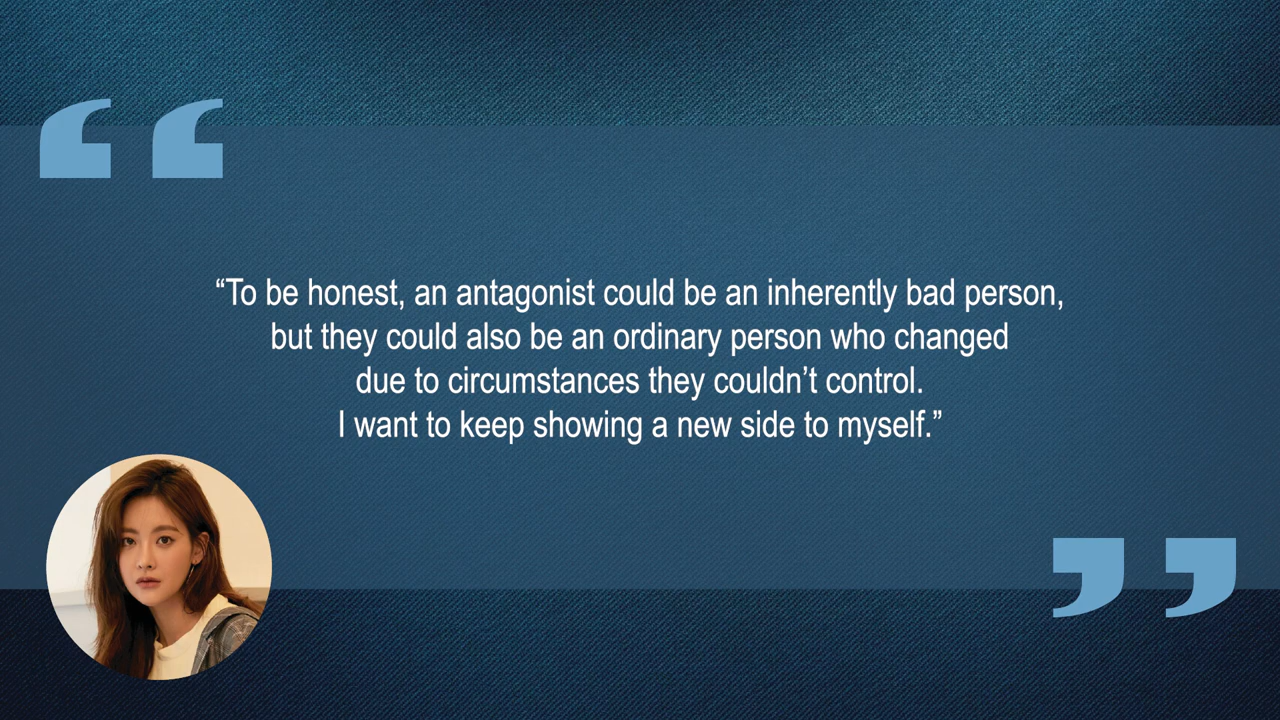 “To be honest, an antagonist could be an inherently bad person,
but they could also be an ordinary person who changed
due to circumstances they couldn’t control.
I want to keep showing a new side to myself.”